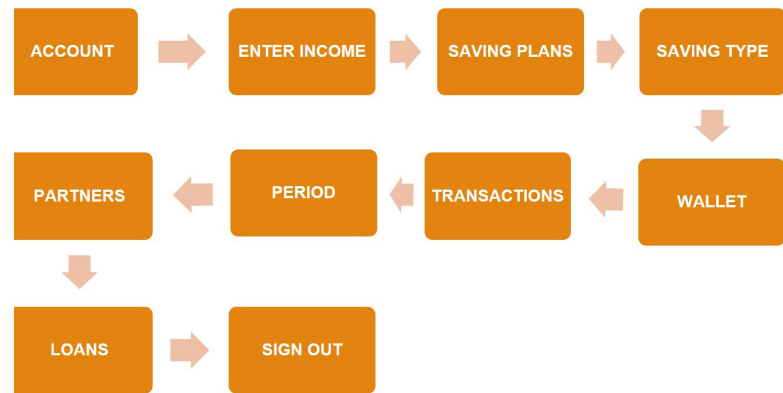 ACCOUNT
ENTER INCOME
SAVING PLANS
SAVING TYPE
WALLET
TRANSACTIONS
PERIOD
PARTNERS
LOANS
SIGN OUT